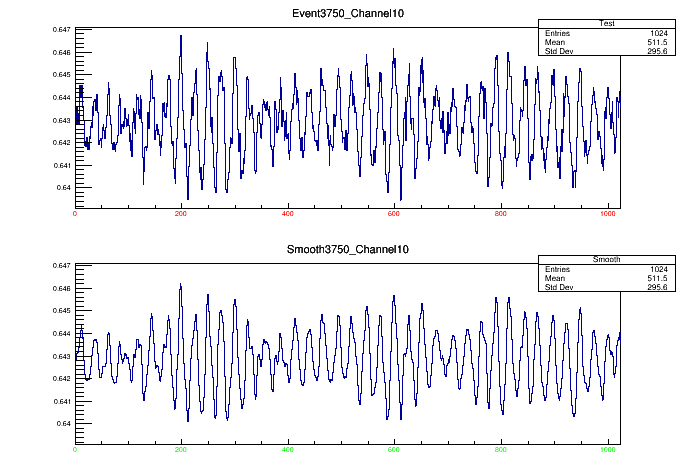 Event3750_Channel10
Test
Entries 1024
Mean 511.5
Std Dev 295.6
0.647
0.646
0.645
0.644
0.643
0.642
0.641
0.64
0 200 400 600 800 1000
Smooth3750_Channel10
Smooth
Entries 1024
Mean 511.5
Std Dev 295.6
0.647
0.646
0.645
0.644
0.643
0.642
0.641
0.64
0 200 400 600 800 1000